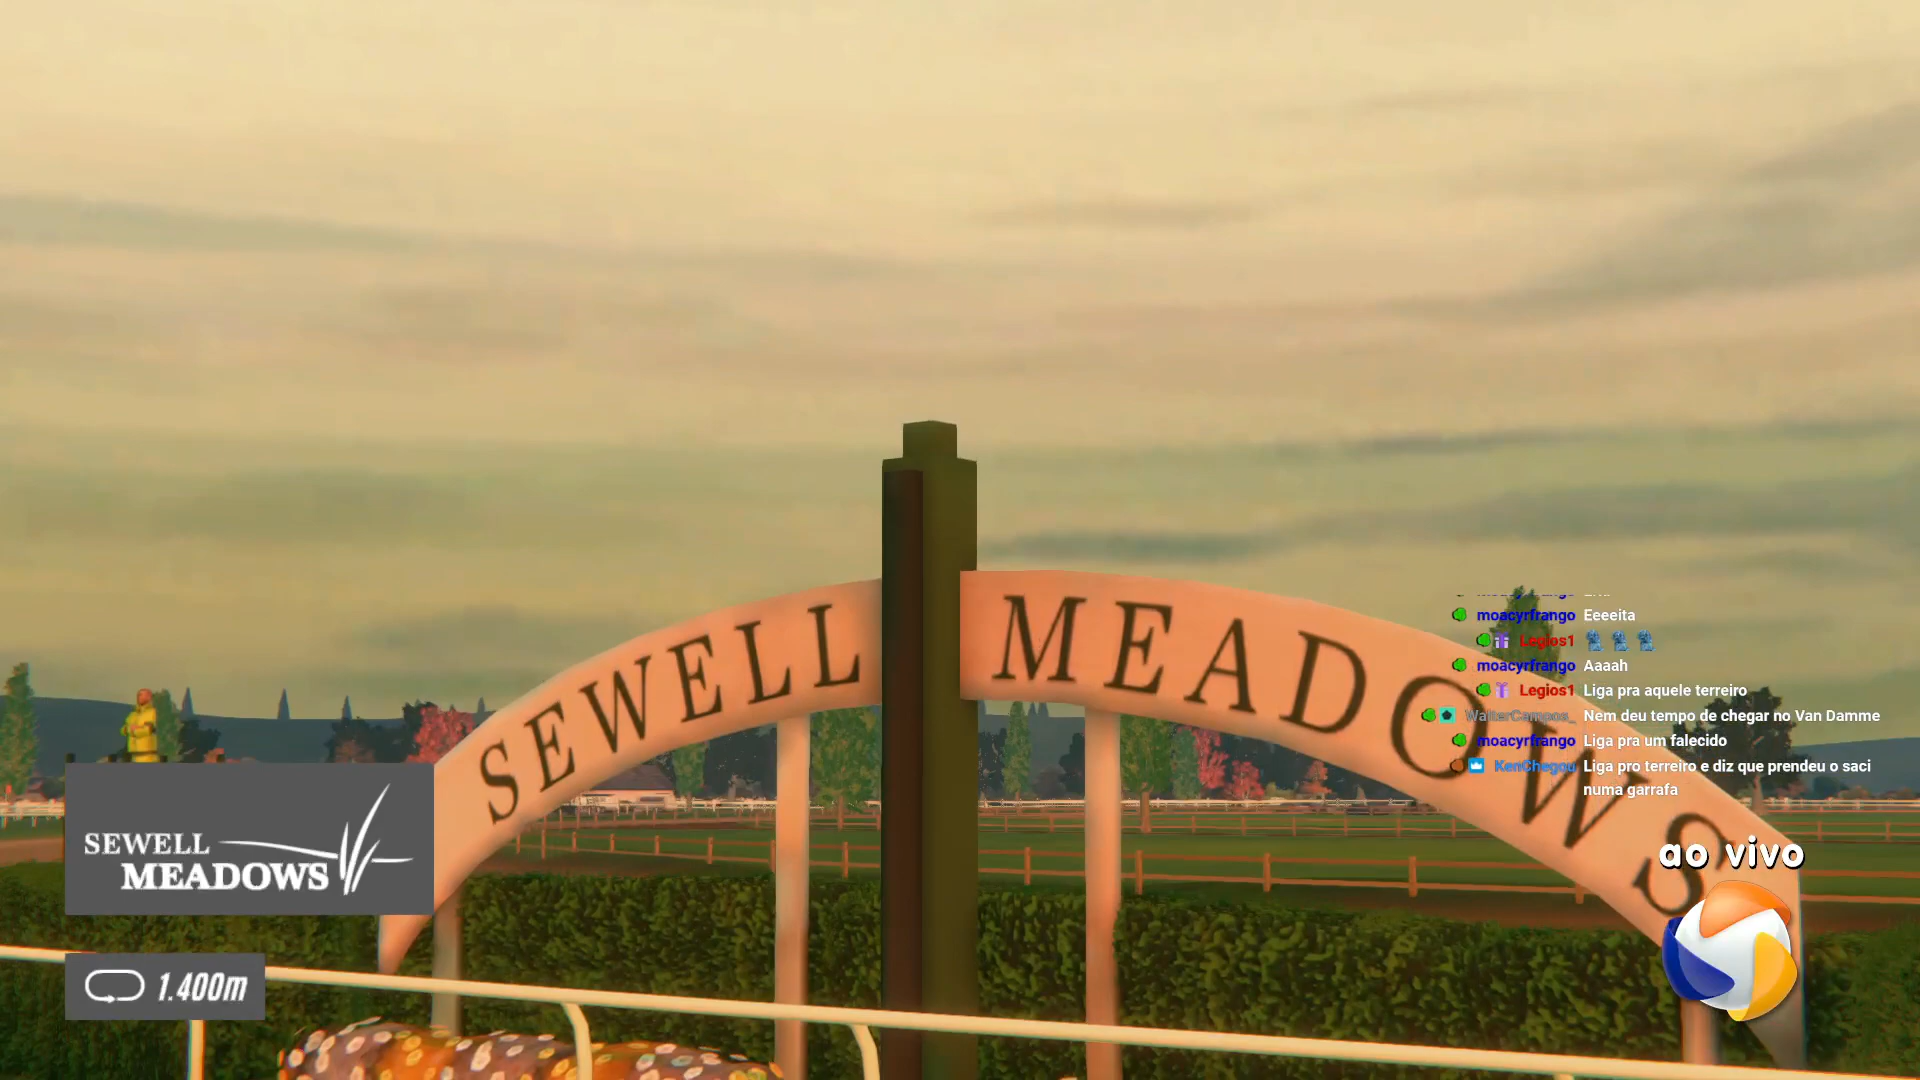 SEWELL MEADOWS
moacyrfrango Eeeeita
Legios1
moacyrfrango Aaaah
Legios1 Liga pra aquele terreiro
WalterCampos_ Nem deu tempo de chegar no Van Damme
moacyrfrango Liga pra um falecido
KenChegou Liga pro terreiro e diz que prendeu o saci
numa garrafa
SEWELL
MEADOWS
ao vivo
1.400m